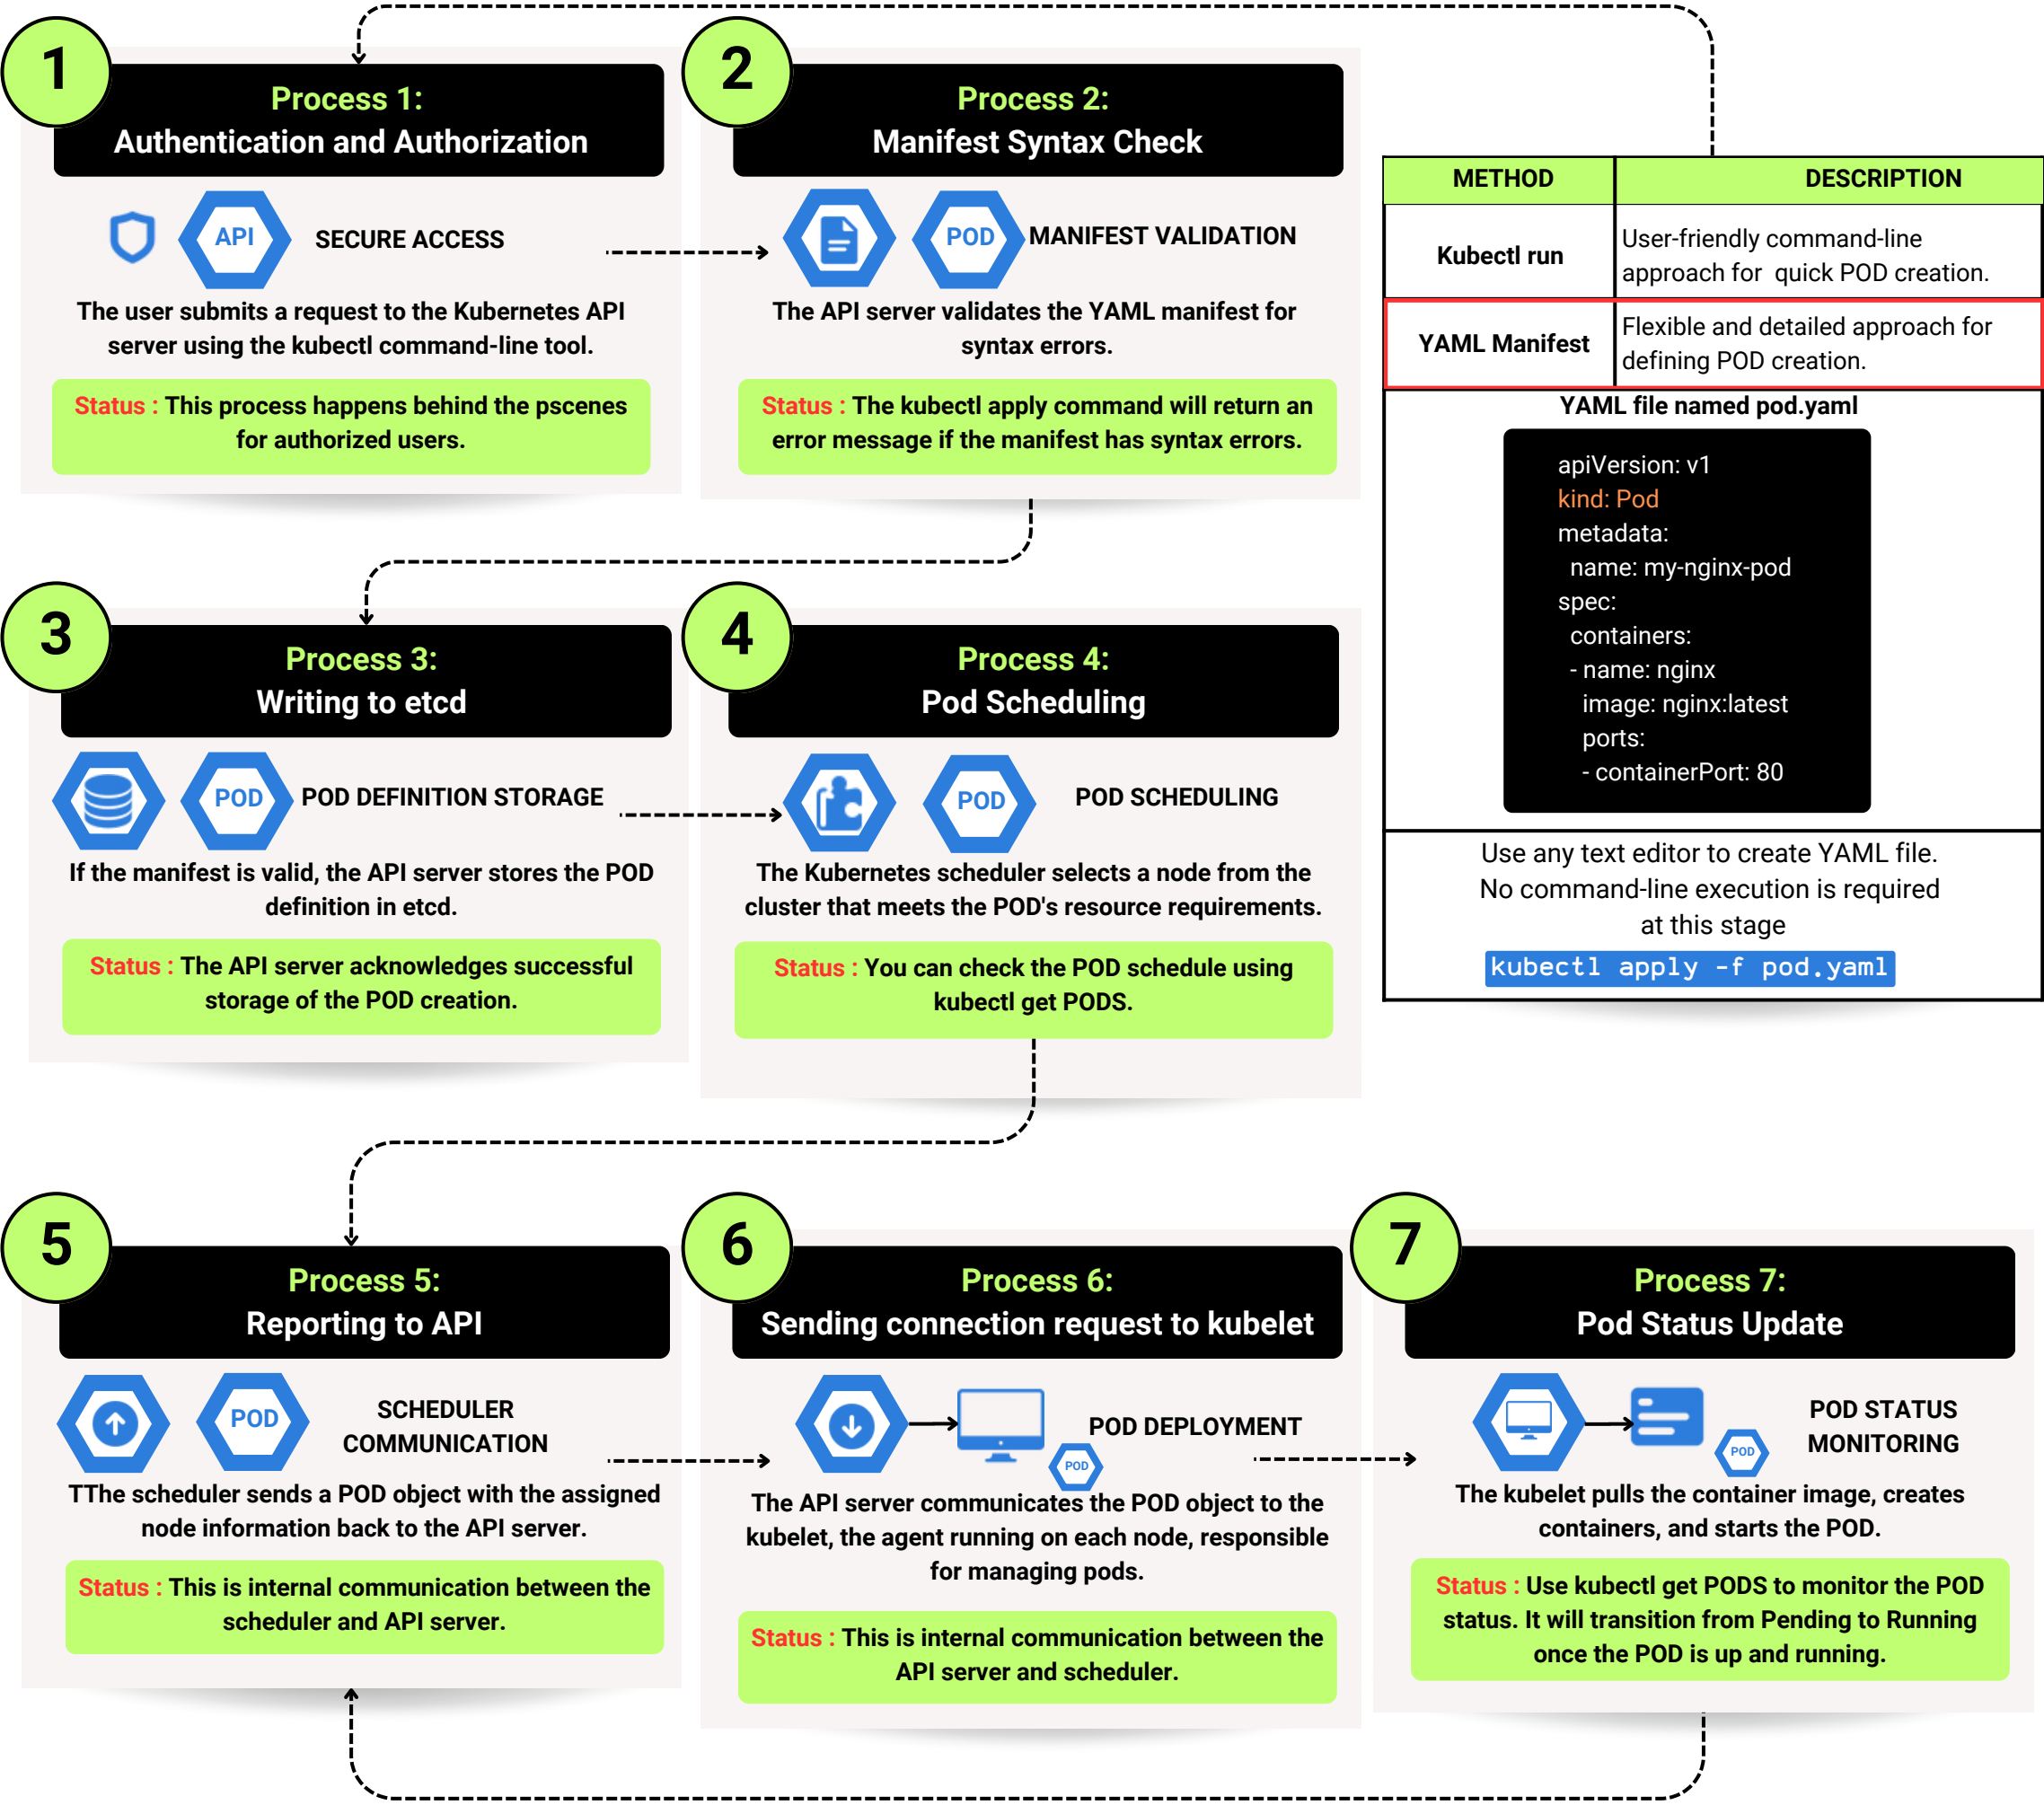 1
Process 1:
Authentication and Authorization
API
SECURE ACCESS
The user submits a request to the Kubernetes API
server using the kubectl command-line tool.
Status : This process happens behind the pscenes
for authorized users.
2
Process 2:
Manifest Syntax Check
POD
MANIFEST VALIDATION
The API server validates the YAML manifest for
syntax errors.
Status : The kubectl apply command will return an
error message if the manifest has syntax errors.
METHOD
DESCRIPTION
Kubectl run
User-friendly command-line
approach for quick POD creation.
YAML Manifest
Flexible and detailed approach for
defining POD creation.
YAML file named pod.yaml
apiVersion: v1
kind: Pod
metadata:
name: my-nginx-pod
spec:
containers:
- name: nginx
image: nginx:latest
ports:
- containerPort: 80
Use any text editor to create YAML file.
No command-line execution is required
at this stage
kubectl apply -f pod.yaml
3
Process 3:
Writing to etcd
POD
POD DEFINITION STORAGE
If the manifest is valid, the API server stores the POD
definition in etcd.
Status : The API server acknowledges successful
storage of the POD creation.
4
Process 4:
Pod Scheduling
POD
POD SCHEDULING
The Kubernetes scheduler selects a node from the
cluster that meets the POD's resource requirements.
Status : You can check the POD schedule using
kubectl get PODS.
5
Process 5:
Reporting to API
POD
SCHEDULER
COMMUNICATION
TThe scheduler sends a POD object with the assigned
node information back to the API server.
Status : This is internal communication between the
scheduler and API server.
6
Process 6:
Sending connection request to kubelet
POD DEPLOYMENT
POD
The API server communicates the POD object to the
kubelet, the agent running on each node, responsible
for managing pods.
Status : This is internal communication between the
API server and scheduler.
7
Process 7:
Pod Status Update
POD STATUS
MONITORING
POD
The kubelet pulls the container image, creates
containers, and starts the POD.
Status : Use kubectl get PODS to monitor the POD
status. It will transition from Pending to Running
once the POD is up and running.